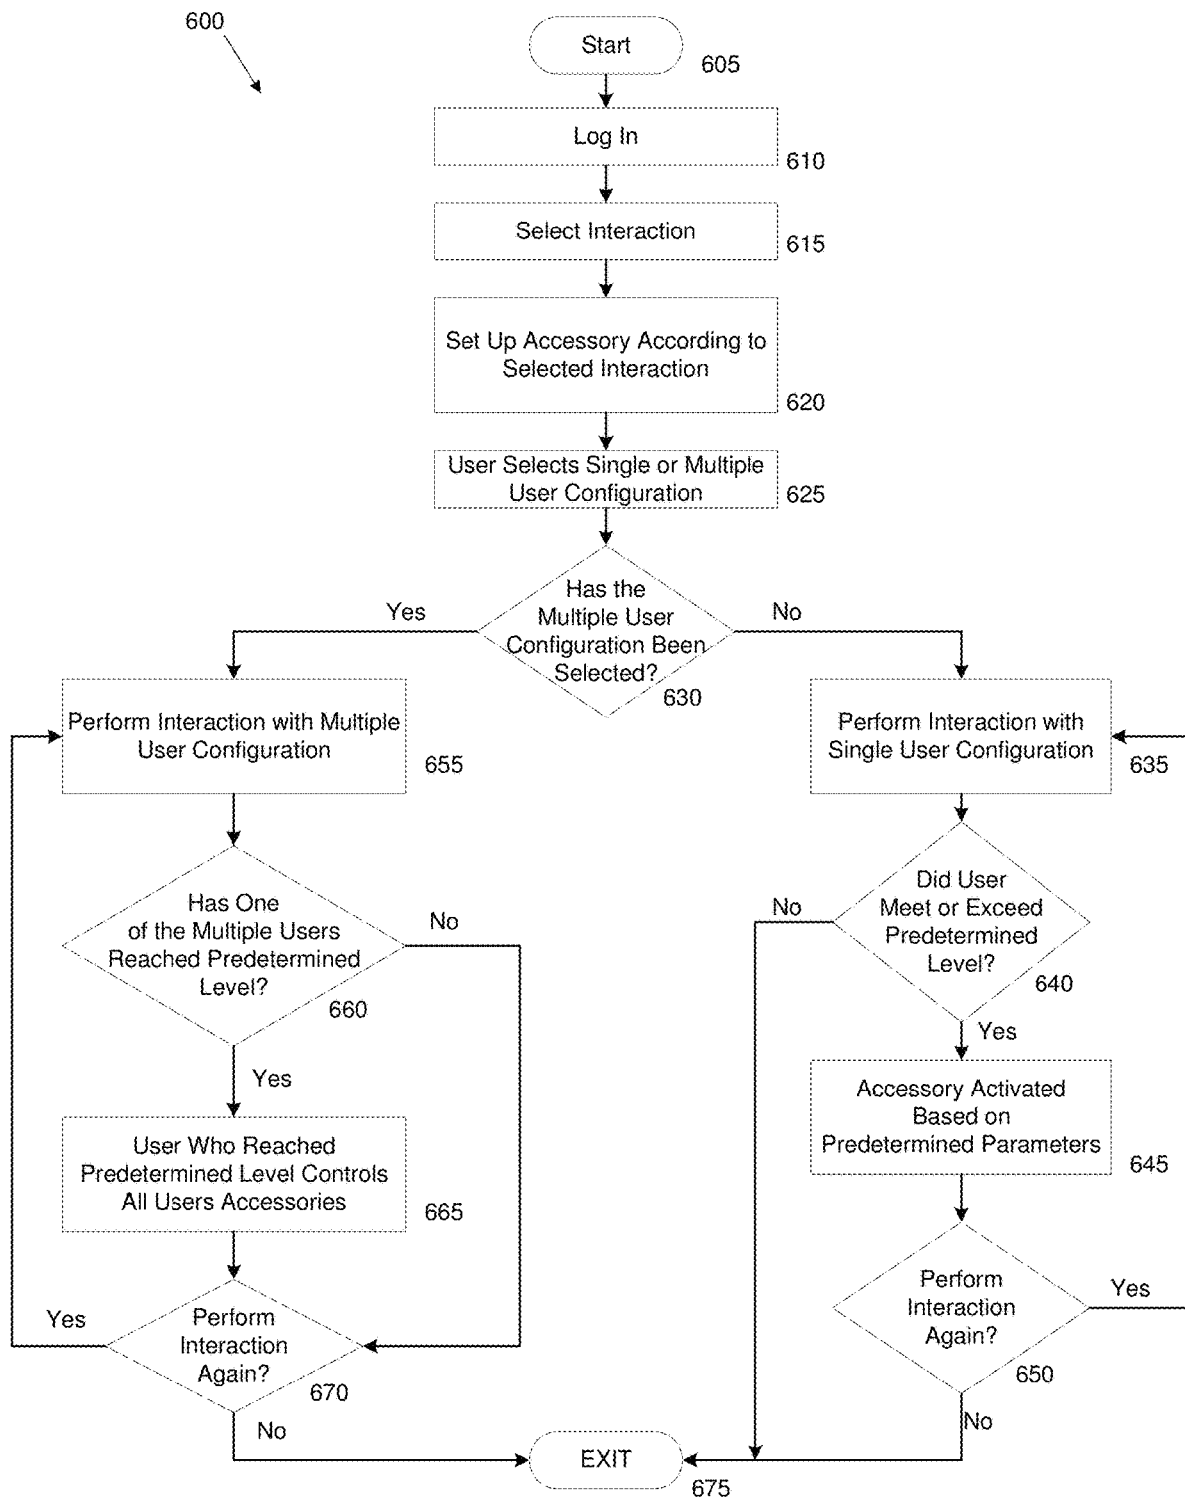 600
Start
605
Log In
610
Select Interaction
615
Set Up Accessory According to
Selected Interaction
620
User Selects Single or Multiple
User Configuration
625
Has the
Multiple User
Configuration Been
Selected?
630
Yes
No
Perform Interaction with Multiple
User Configuration
655
Perform Interaction with
Single User Configuration
635
Has One
of the Multiple Users
Reached Predetermined
Level?
660
No
Yes
Did User
Meet or Exceed
Predetermined
Level?
640
No
Yes
User Who Reached
Predetermined Level Controls
All Users Accessories
665
Accessory Activated
Based on
Predetermined Parameters
645
Perform
Interaction
Again?
670
Yes
No
Perform
Interaction
Again?
650
Yes
No
EXIT
675